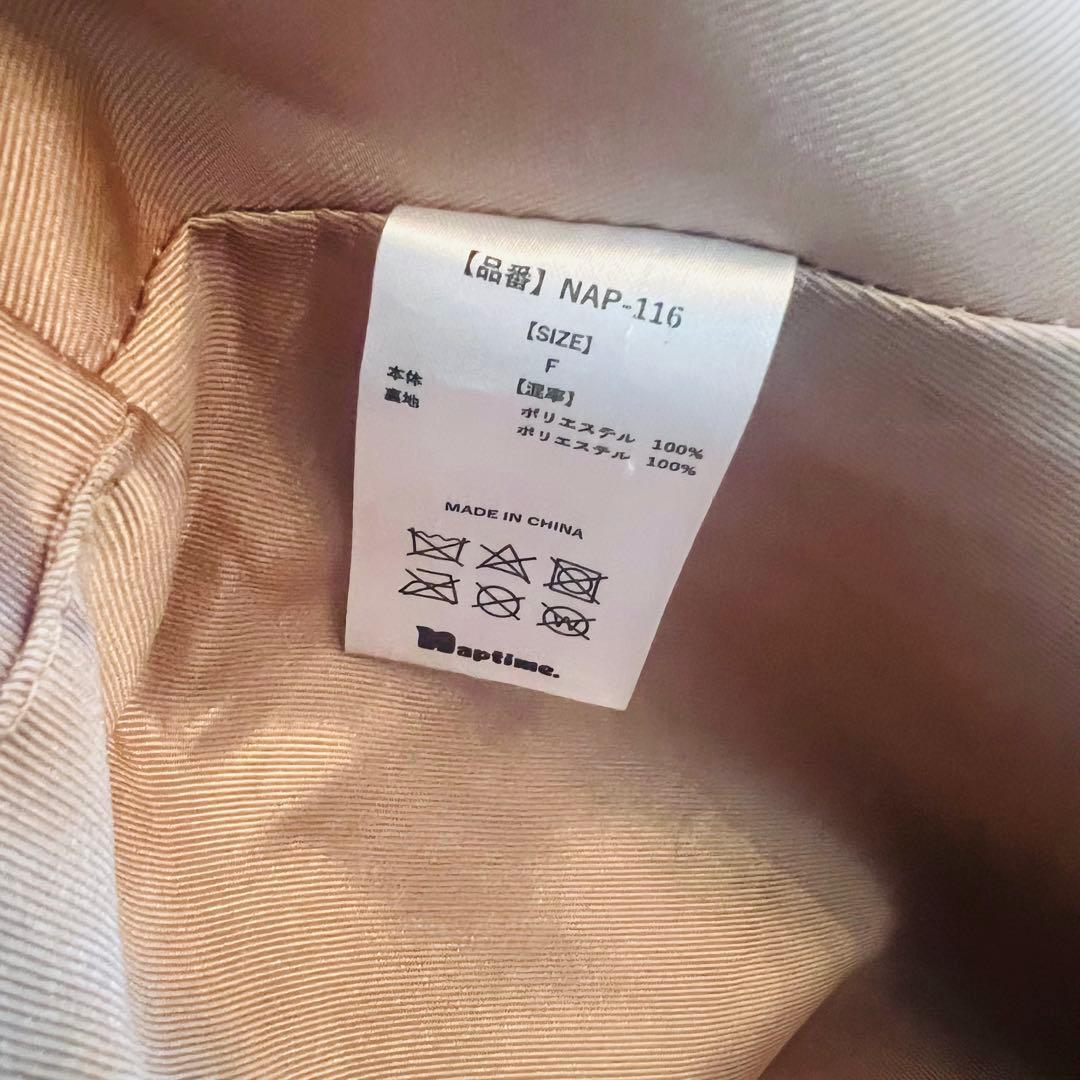 【品番】NAP-116
【SIZE】
F
【混率】
本体 ポリエステル 100%
裏地 ポリエステル 100%
MADE IN CHINA
W
Naptime.